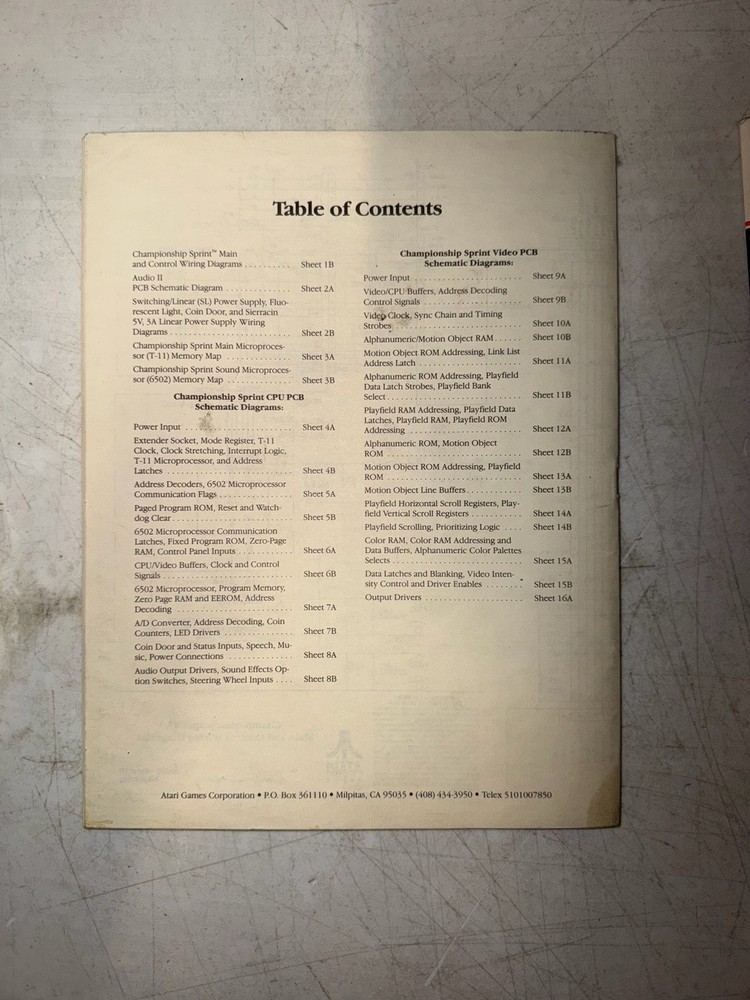 Table of Contents
Championship Sprint™ Main
and Control Wiring Diagrams . . . . . . . . . . Sheet 1B
Audio II
PCB Schematic Diagram . . . . . . . . . . . . . . Sheet 2A
Switching/Linear (SL) Power Supply, Fluo-
rescent Light, Coin Door, and Sierracin
5V, 3A Linear Power Supply Wiring
Diagrams . . . . . . . . . . . . . . . . . . . . . . . . . Sheet 2B
Championship Sprint Main Microproces-
sor (T-11) Memory Map . . . . . . . . . . . . . Sheet 3A
Championship Sprint Sound Microproces-
sor (6502) Memory Map . . . . . . . . . . . . . Sheet 3B
Championship Sprint CPU PCB
Schematic Diagrams:
Power Input . . . . . . . . . . . . . . . . . . . . . . Sheet 4A
Extender Socket, Mode Register, T-11
Clock, Clock Stretching, Interrupt Logic,
T-11 Microprocessor, and Address
Latches . . . . . . . . . . . . . . . . . . . . . . . . . . Sheet 4B
Address Decoders, 6502 Microprocessor
Communication Flags . . . . . . . . . . . . . . . Sheet 5A
Paged Program ROM, Reset and Watch-
dog Clear . . . . . . . . . . . . . . . . . . . . . . . . . Sheet 5B
6502 Microprocessor Communication
Latches, Fixed Program ROM, Zero-Page
RAM, Control Panel Inputs . . . . . . . . . . . Sheet 6A
CPU/Video Buffers, Clock and Control
Signals . . . . . . . . . . . . . . . . . . . . . . . . . . . Sheet 6B
6502 Microprocessor, Program Memory,
Zero Page RAM and EEROM, Address
Decoding . . . . . . . . . . . . . . . . . . . . . . . . Sheet 7A
A/D Converter, Address Decoding, Coin
Counters, LED Drivers . . . . . . . . . . . . . . Sheet 7B
Coin Door and Status Inputs, Speech, Mu-
sic, Power Connections . . . . . . . . . . . . . Sheet 8A
Audio Output Drivers, Sound Effects Op-
tion Switches, Steering Wheel Inputs . . . . Sheet 8B
Championship Sprint Video PCB
Schematic Diagrams:
Power Input . . . . . . . . . . . . . . . . . . . . . . Sheet 9A
Video/CPU Buffers, Address Decoding
Control Signals . . . . . . . . . . . . . . . . . . . . Sheet 9B
Video Clock, Sync Chain and Timing
Strobes . . . . . . . . . . . . . . . . . . . . . . . . . . . Sheet 10A
Alphanumeric/Motion Object RAM . . . . . . Sheet 10B
Motion Object ROM Addressing, Link List
Address Latch . . . . . . . . . . . . . . . . . . . . . Sheet 11A
Alphanumeric ROM Addressing, Playfield
Data Latch Strobes, Playfield Bank
Select . . . . . . . . . . . . . . . . . . . . . . . . . . . . Sheet 11B
Playfield RAM Addressing, Playfield Data
Latches, Playfield RAM, Playfield ROM
Addressing . . . . . . . . . . . . . . . . . . . . . . . Sheet 12A
Alphanumeric ROM, Motion Object
ROM . . . . . . . . . . . . . . . . . . . . . . . . . . . . Sheet 12B
Motion Object ROM Addressing, Playfield
ROM . . . . . . . . . . . . . . . . . . . . . . . . . . . . Sheet 13A
Motion Object Line Buffers . . . . . . . . . . . . Sheet 13B
Playfield Horizontal Scroll Registers, Play-
field Vertical Scroll Registers . . . . . . . . . . . Sheet 14A
Playfield Scrolling, Prioritizing Logic . . . . Sheet 14B
Color RAM, Color RAM Addressing and
Data Buffers, Alphanumeric Color Palettes
Selects . . . . . . . . . . . . . . . . . . . . . . . . . . . Sheet 15A
Data Latches and Blanking, Video Inten-
sity Control and Driver Enables . . . . . . . . Sheet 15B
Output Drivers . . . . . . . . . . . . . . . . . . . . Sheet 16A
Atari Games Corporation • P.O. Box 361110 • Milpitas, CA 95035 • (408) 434-3950 • Telex 5101007850